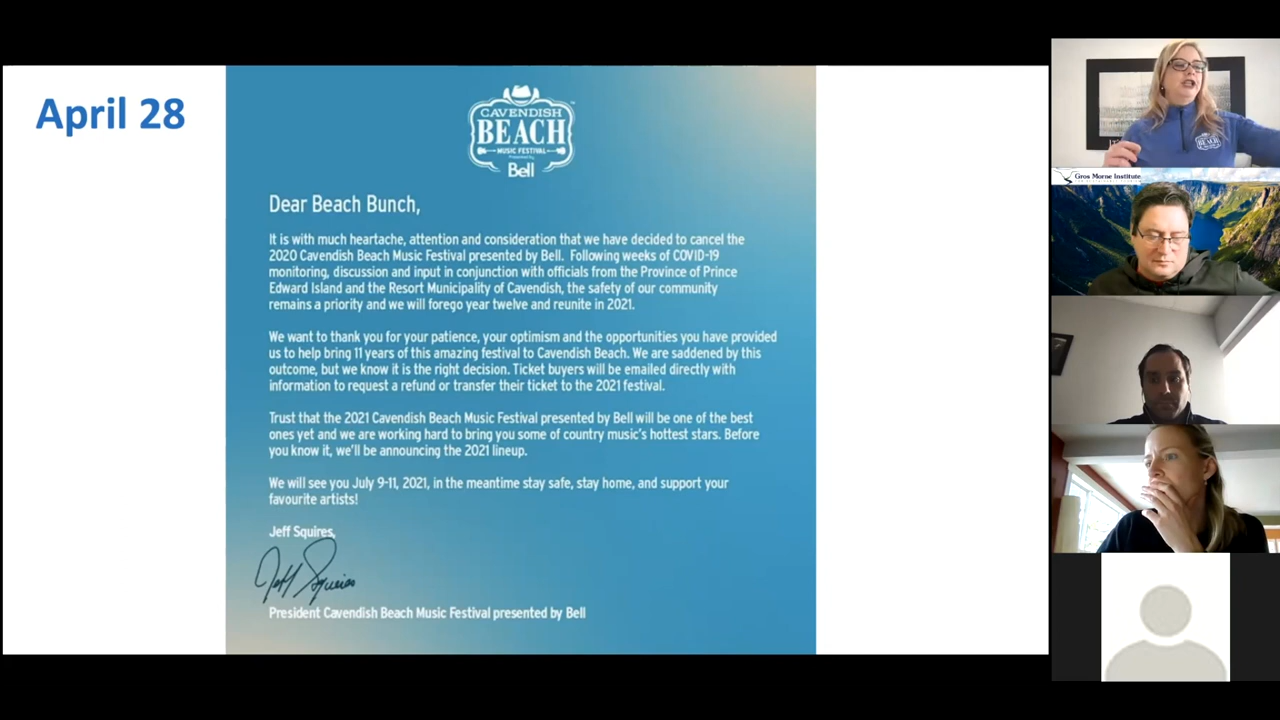 April 28
CAVENDISH
BEACH
MUSIC FESTIVAL
Presented by
Bell
Dear Beach Bunch,
It is with much heartache, attention and consideration that we have decided to cancel the
2020 Cavendish Beach Music Festival presented by Bell. Following weeks of COVID-19
monitoring, discussion and input in conjunction with officials from the Province of Prince
Edward Island and the Resort Municipality of Cavendish, the safety of our community
remains a priority and we will forego year twelve and reunite in 2021.
We want to thank you for your patience, your optimism and the opportunities you have provided
us to help bring 11 years of this amazing festival to Cavendish Beach. We are saddened by this
outcome, but we know it is the right decision. Ticket buyers will be emailed directly with
information to request a refund or transfer their ticket to the 2021 festival.
Trust that the 2021 Cavendish Beach Music Festival presented by Bell will be one of the best
ones yet and we are working hard to bring you some of country music's hottest stars. Before
you know it, we'll be announcing the 2021 lineup.
We will see you July 9-11, 2021, in the meantime stay safe, stay home, and support your
favourite artists!
Jeff Squires,
Jeff Squires
President Cavendish Beach Music Festival presented by Bell
BEACH
Gros Morne Institute